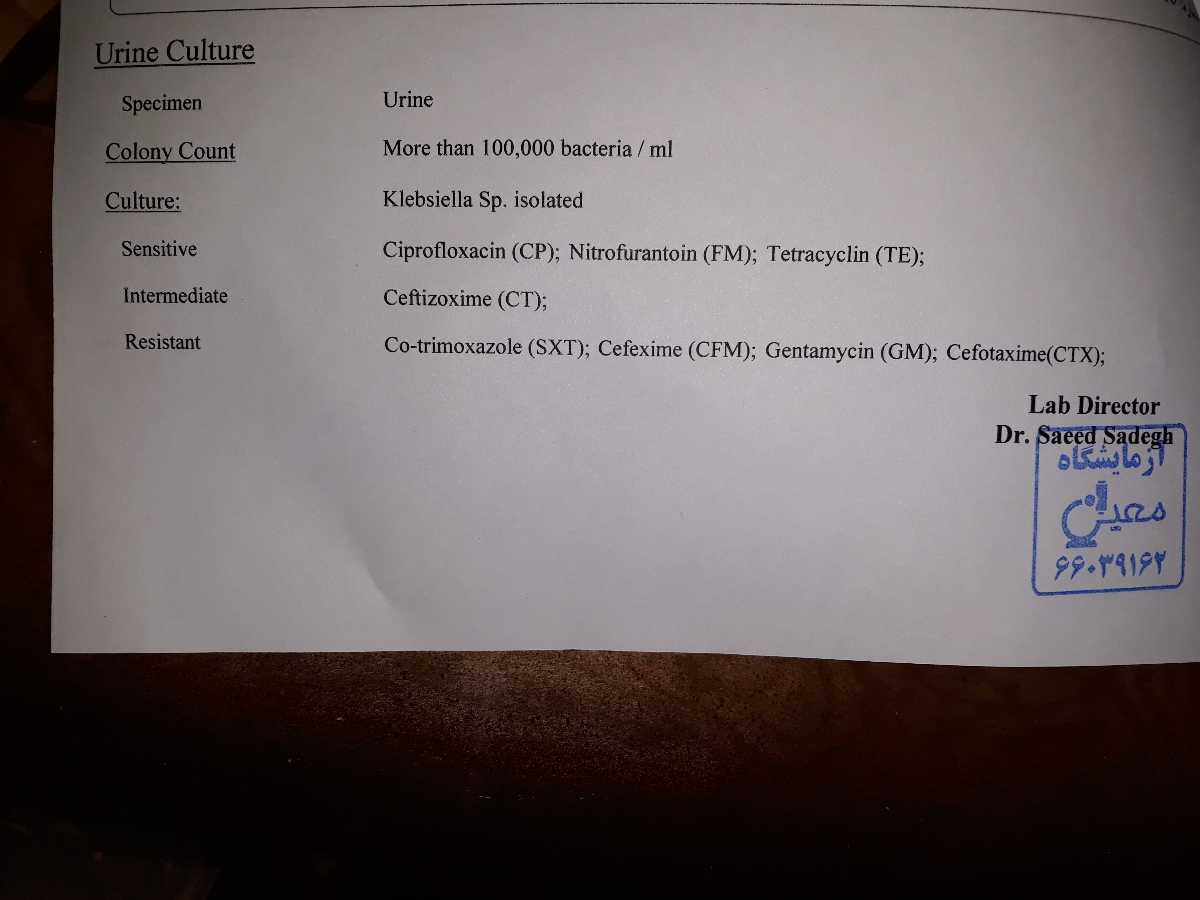 Urine Culture
Specimen Urine
Colony Count More than 100,000 bacteria / ml
Culture: Klebsiella Sp. isolated
Sensitive Ciprofloxacin (CP); Nitrofurantoin (FM); Tetracyclin (TE);
Intermediate Ceftizoxime (CT);
Resistant Co-trimoxazole (SXT); Cefexime (CFM); Gentamycin (GM); Cefotaxime(CTX);
Lab Director
Dr. Saeed Sadegh
آزمایشگاه
معین
۶۶۰۳۹۱۶۲